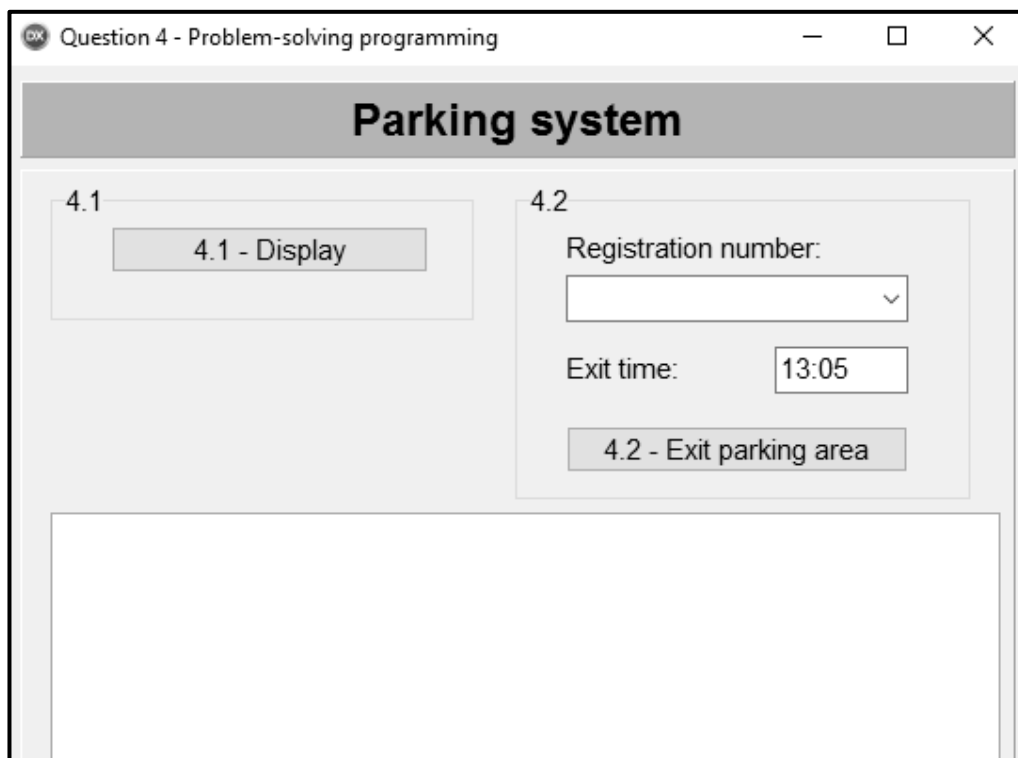 DX Question 4 - Problem-solving programming
Parking system
4.1
4.1 - Display
4.2
Registration number:
Exit time:
13:05
4.2 - Exit parking area